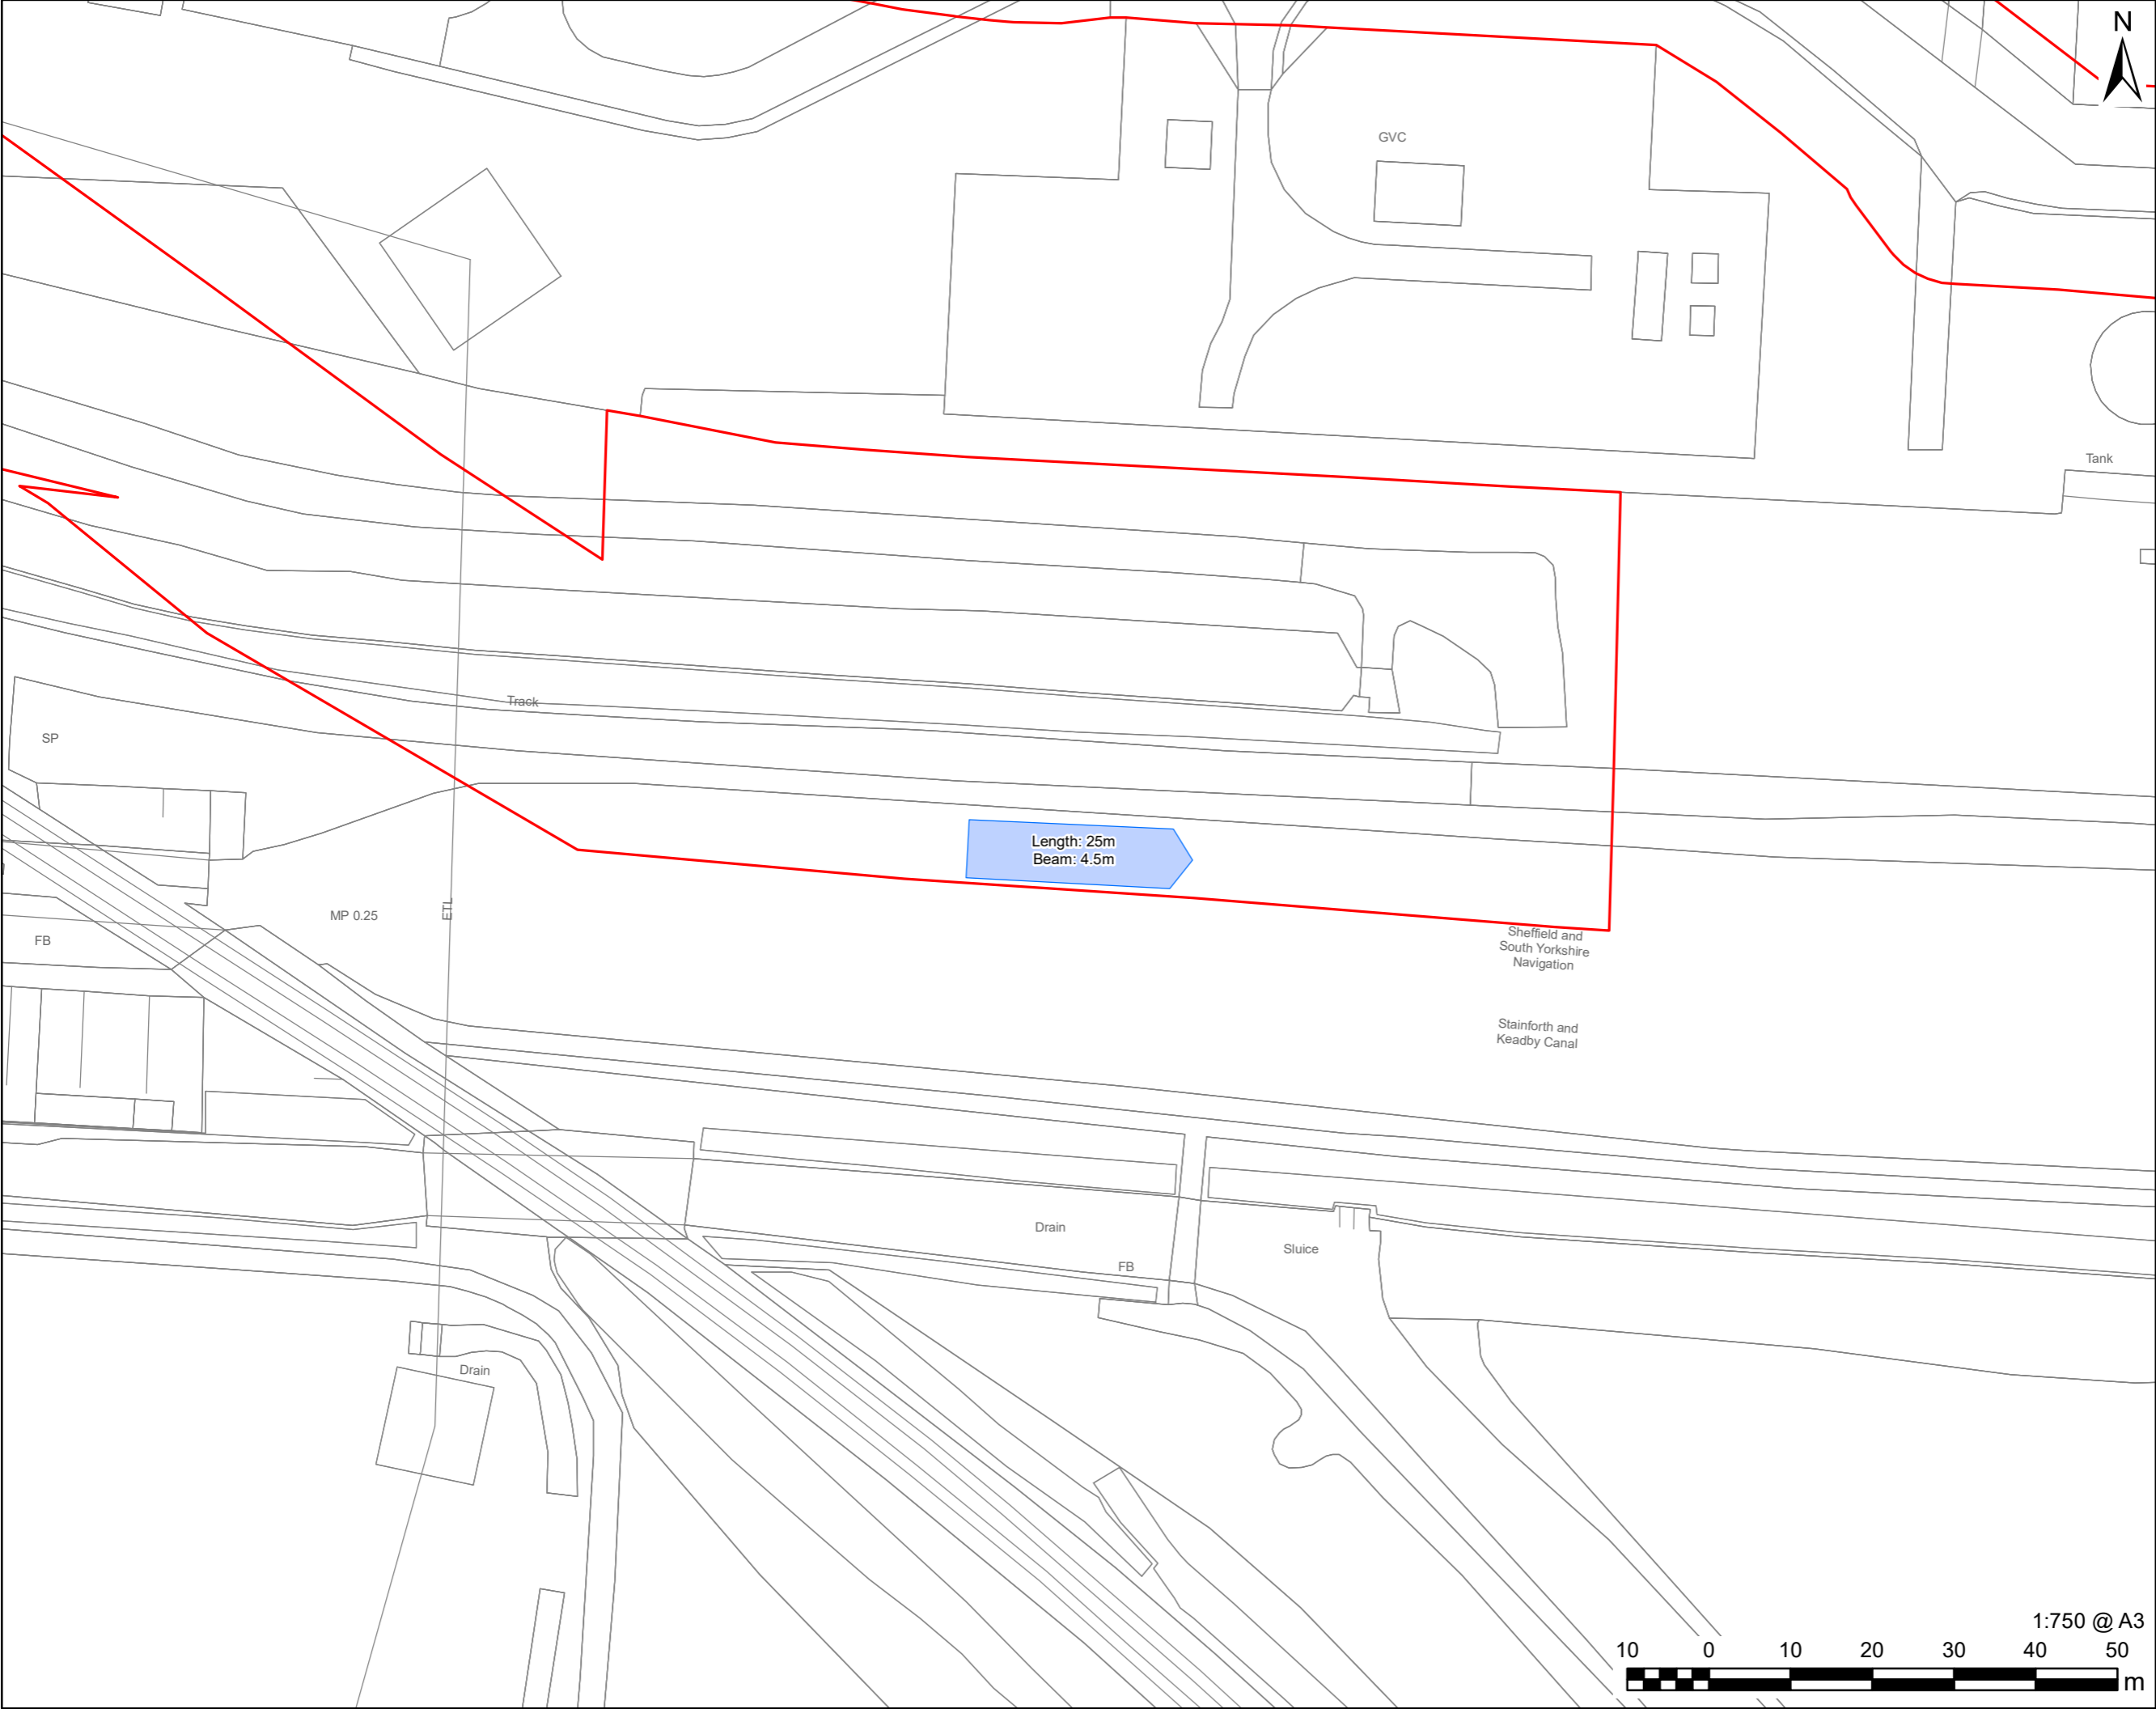 N
GVC
Tank
Track
SP
Length: 25m
Beam: 4.5m
ETL
MP 0.25
FB
Sheffield and
South Yorkshire
Navigation
Stainforth and
Keadby Canal
Drain
Sluice
FB
Drain
1:750 @ A3
10 0 10 20 30 40 50
m